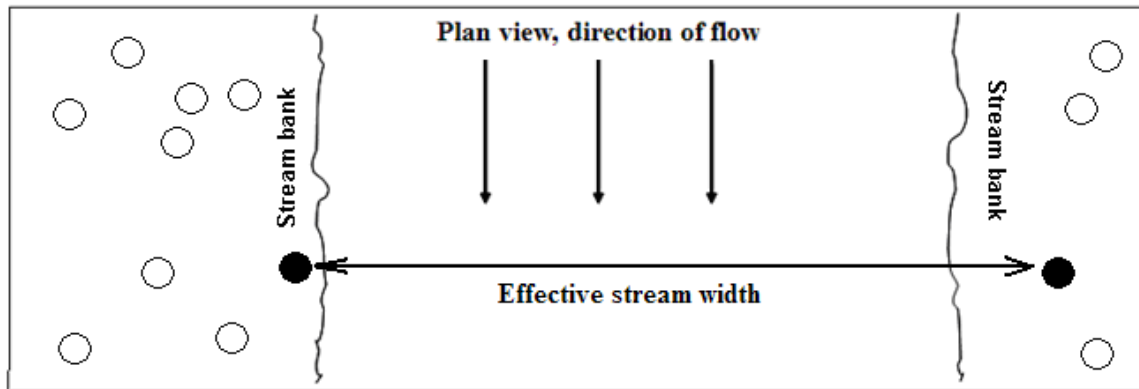 Plan view, direction of flow
Stream bank
Stream bank
Effective stream width